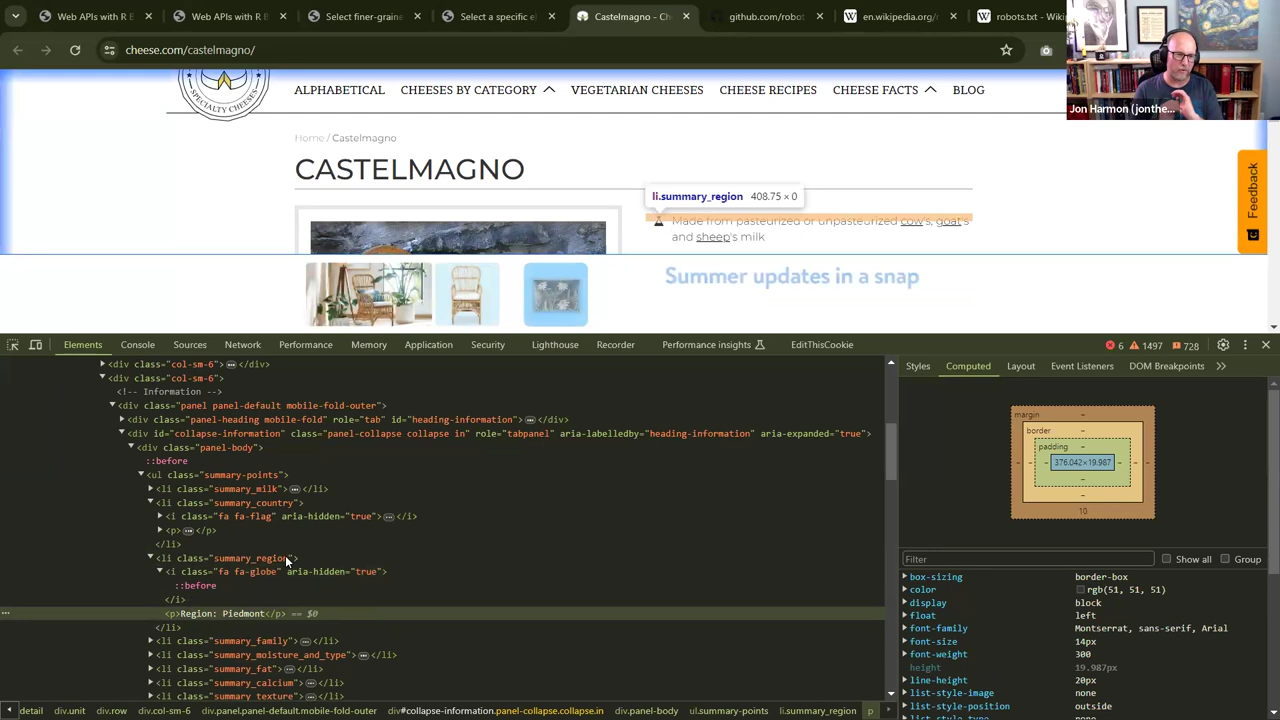 Web APIs with R B
Web APIs with R B
Select finer-graine
Select a specific el
Castelmagno - Che
github.com/robot
en.wikipedia.org/r
robots.txt - Wiki
cheese.com/castelmagno/
Jon Harmon (jonthe...
SPECIALTY CHEESES
ALPHABETICAL CHEESES BY CATEGORY VEGETARIAN CHEESES CHEESE RECIPES CHEESE FACTS BLOG
Home / Castelmagno
CASTELMAGNO
li.summary_region 408.75 × 0
Made from pasteurized or unpasteurized cow's, goat's
and sheep's milk
Feedback
Summer updates in a snap
Elements Console Sources Network Performance Memory Application Security Lighthouse Recorder Performance insights EditThisCookie 6 1497 728
<div class="col-sm-6"> </div>
<div class="col-sm-6">
<!-- Information -->
<div class="panel panel-default mobile-fold-outer">
<div class="panel-heading mobile-fold" role="tab" id="heading-information"> </div>
<div id="collapse-information" class="panel-collapse collapse in" role="tabpanel" aria-labelledby="heading-information" aria-expanded="true">
<div class="panel-body">
::before
<ul class="summary-points">
<li class="summary_milk"> </li>
<li class="summary_country">
<i class="fa fa-flag" aria-hidden="true"> </i>
<p> </p>
</li>
<li class="summary_region">
<i class="fa fa-globe" aria-hidden="true">
::before
</i>
... <p>Region: Piedmont</p> == $0
</li>
<li class="summary_family"> </li>
<li class="summary_moisture_and_type"> </li>
<li class="summary_fat"> </li>
<li class="summary_calcium"> </li>
<li class="summary_texture"> </li>
detail div.unit div.row div.col-sm-6 div.panel.panel-default.mobile-fold-outer div#collapse-information.panel-collapse.collapse.in div.panel-body ul.summary-points li.summary_region p
Styles Computed Layout Event Listeners DOM Breakpoints
margin -
border -
padding -
- - - 376.042×19.987 - - -
-
-
10
Filter Show all Group
box-sizing border-box
color rgb(51, 51, 51)
display block
float left
font-family Montserrat, sans-serif, Arial
font-size 14px
font-weight 300
height 19.987px
line-height 20px
list-style-image none
list-style-position outside
list-style-type none